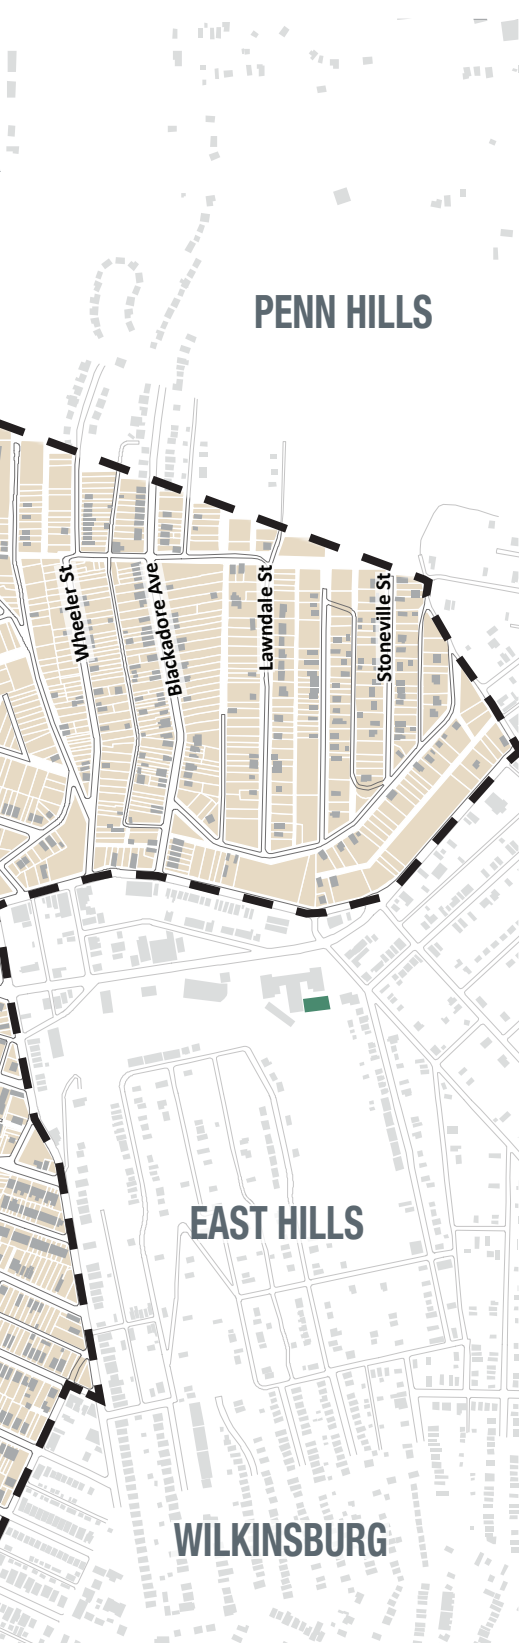 PENN HILLS
Wheeler St
Blackadore Ave
Lawndale St
Stoneville St
EAST HILLS
WILKINSBURG